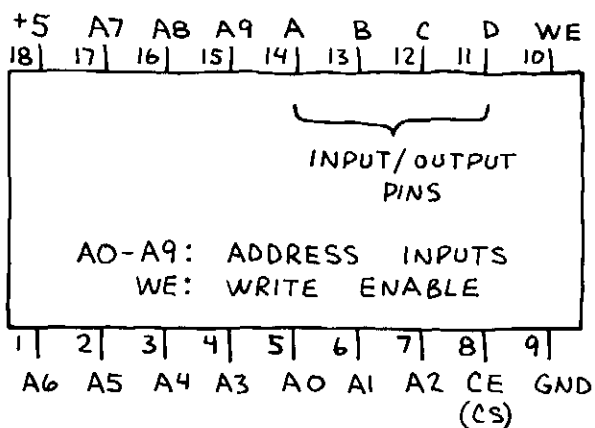 +5 A7 A8 A9 A B C D WE
18 17 16 15 14 13 12 11 10
INPUT/OUTPUT
PINS
A0-A9: ADDRESS INPUTS
WE: WRITE ENABLE
1 2 3 4 5 6 7 8 9
A6 A5 A4 A3 A0 A1 A2 CE GND
(CS)